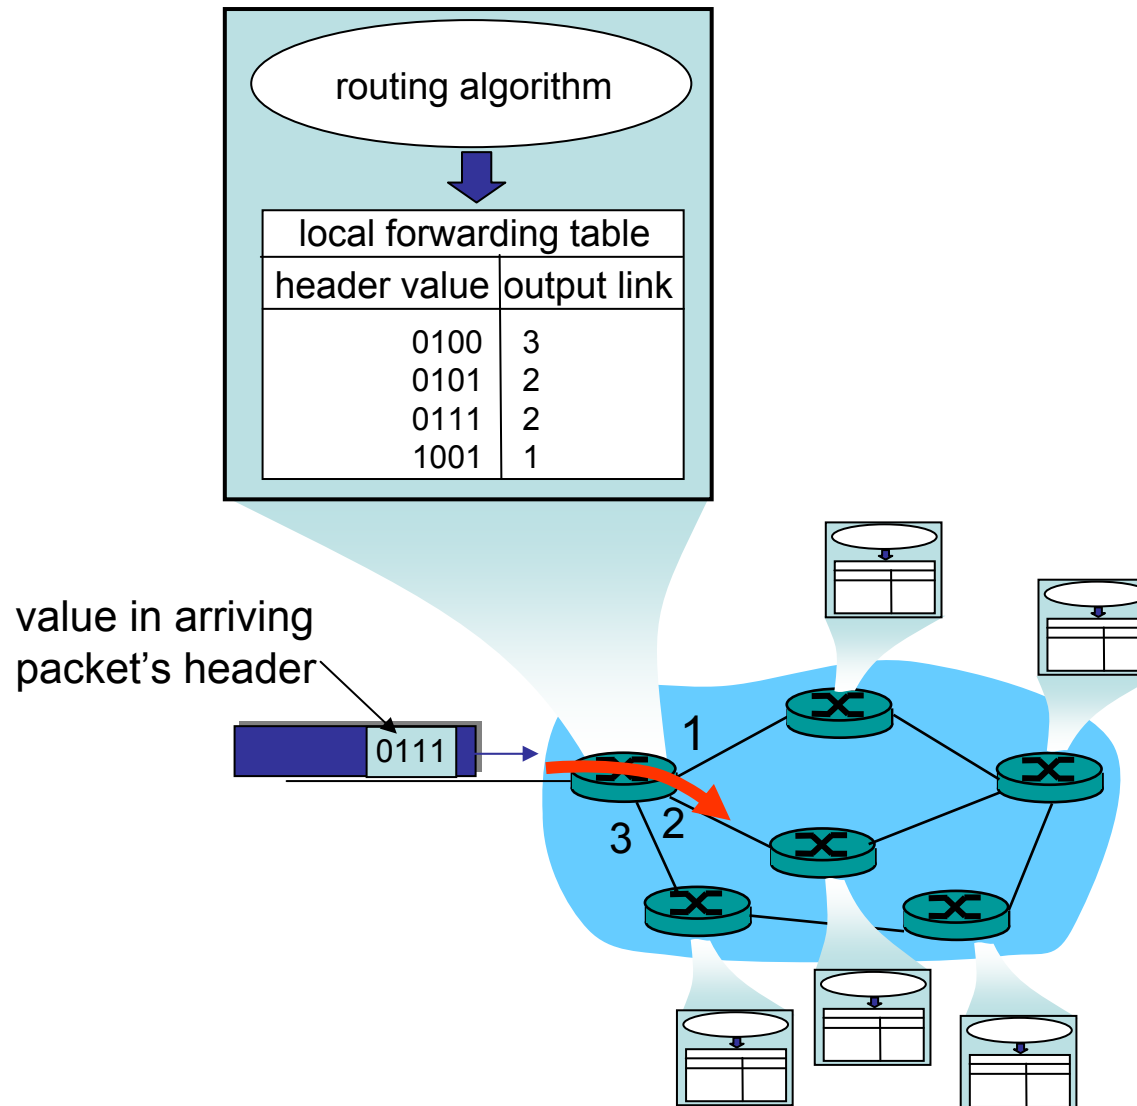 routing algorithm
local forwarding table
header value output link
0100 3
0101 2
0111 2
1001 1
value in arriving
packet’s header
0111
1
2
3